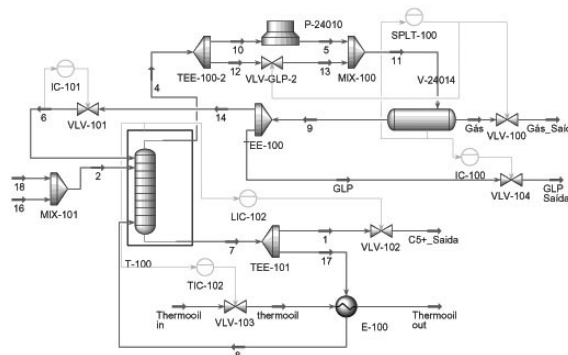 P-24010
SPLT-100
10
5
TEE-100-2
12
VLV-GLP-2
13
MIX-100
11
V-24014
4
IC-101
6
VLV-101
14
TEE-100
9
Gás
VLV-100
Gás_Saída
18
16
2
MIX-101
GLP
IC-100
VLV-104
GLP
Saída
LIC-102
1
VLV-102
C5+_Saida
7
TEE-101
17
T-100
TIC-102
Thermooil
in
VLV-103
thermooil
E-100
Thermooil
out
8